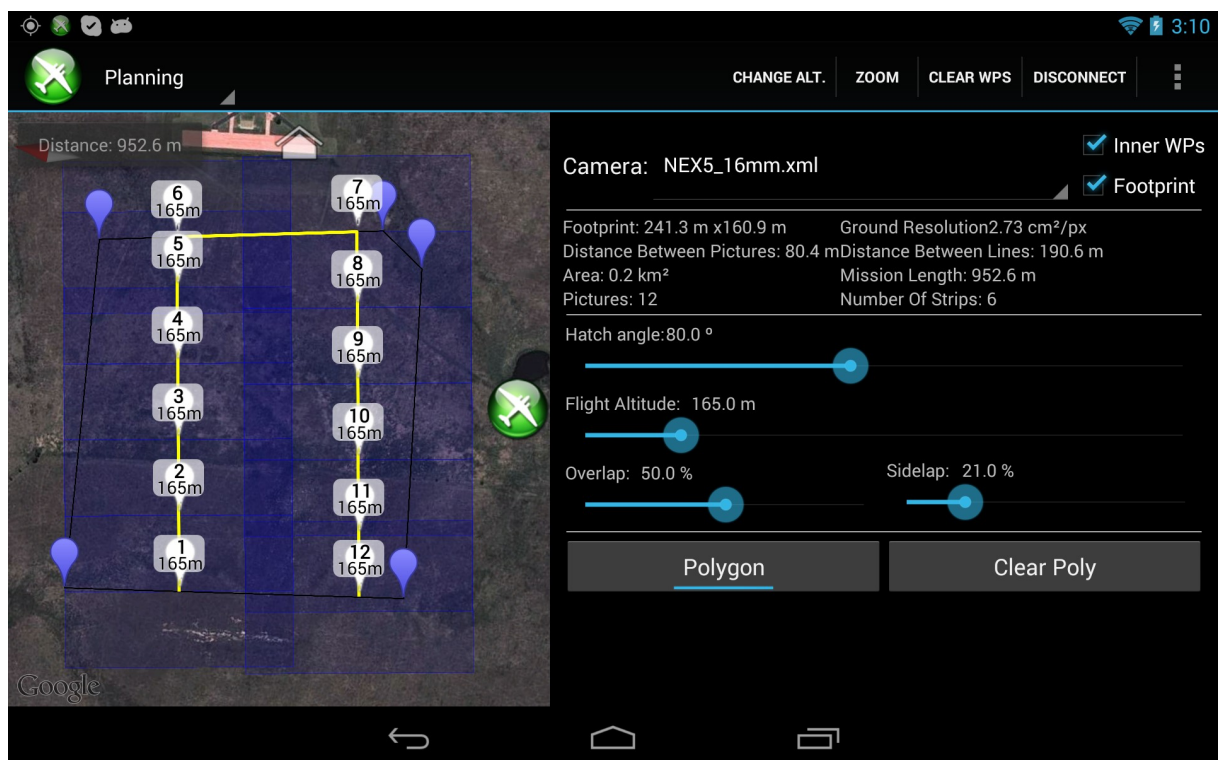 3:10
Planning
CHANGE ALT. ZOOM CLEAR WPS DISCONNECT
Distance: 952.6 m
6
165m
7
165m
5
165m
8
165m
4
165m
9
165m
3
165m
10
165m
2
165m
11
165m
1
165m
12
165m
Google
Camera: NEX5_16mm.xml
Inner WPs
Footprint
Footprint: 241.3 m x160.9 m Ground Resolution2.73 cm²/px
Distance Between Pictures: 80.4 mDistance Between Lines: 190.6 m
Area: 0.2 km² Mission Length: 952.6 m
Pictures: 12 Number Of Strips: 6
Hatch angle:80.0 º
Flight Altitude: 165.0 m
Overlap: 50.0 % Sidelap: 21.0 %
Polygon Clear Poly